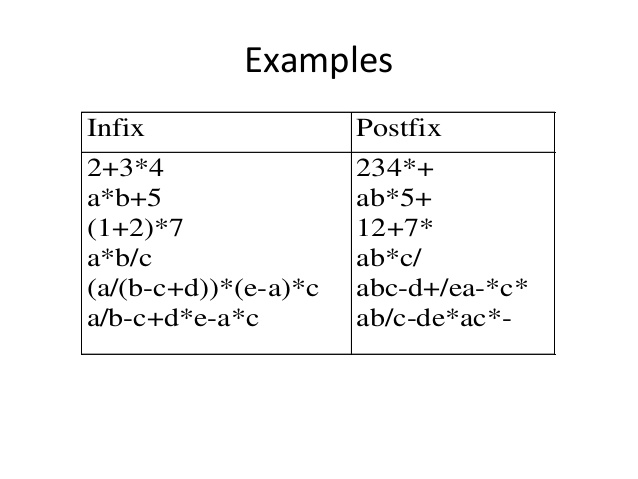 Examples
Infix Postfix
2+3*4 234*+
a*b+5 ab*5+
(1+2)*7 12+7*
a*b/c ab*c/
(a/(b-c+d))*(e-a)*c abc-d+/ea-*c*
a/b-c+d*e-a*c ab/c-de*ac*-